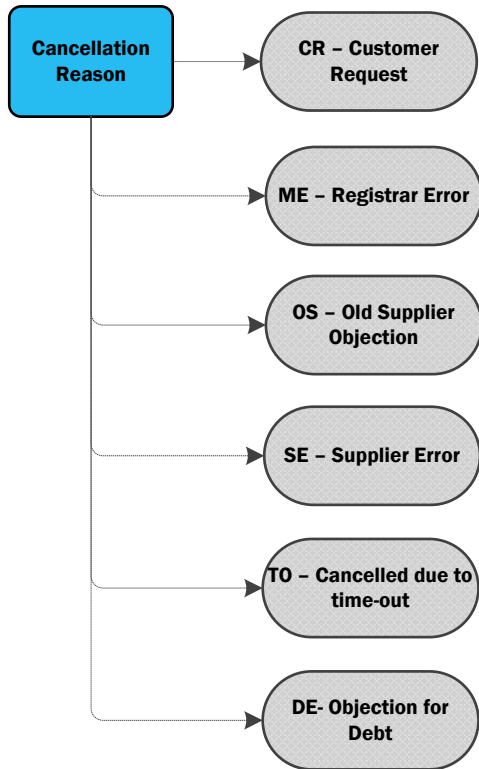 Cancellation
Reason
CR – Customer
Request
ME – Registrar Error
OS – Old Supplier
Objection
SE – Supplier Error
TO – Cancelled due to
time-out
DE- Objection for
Debt